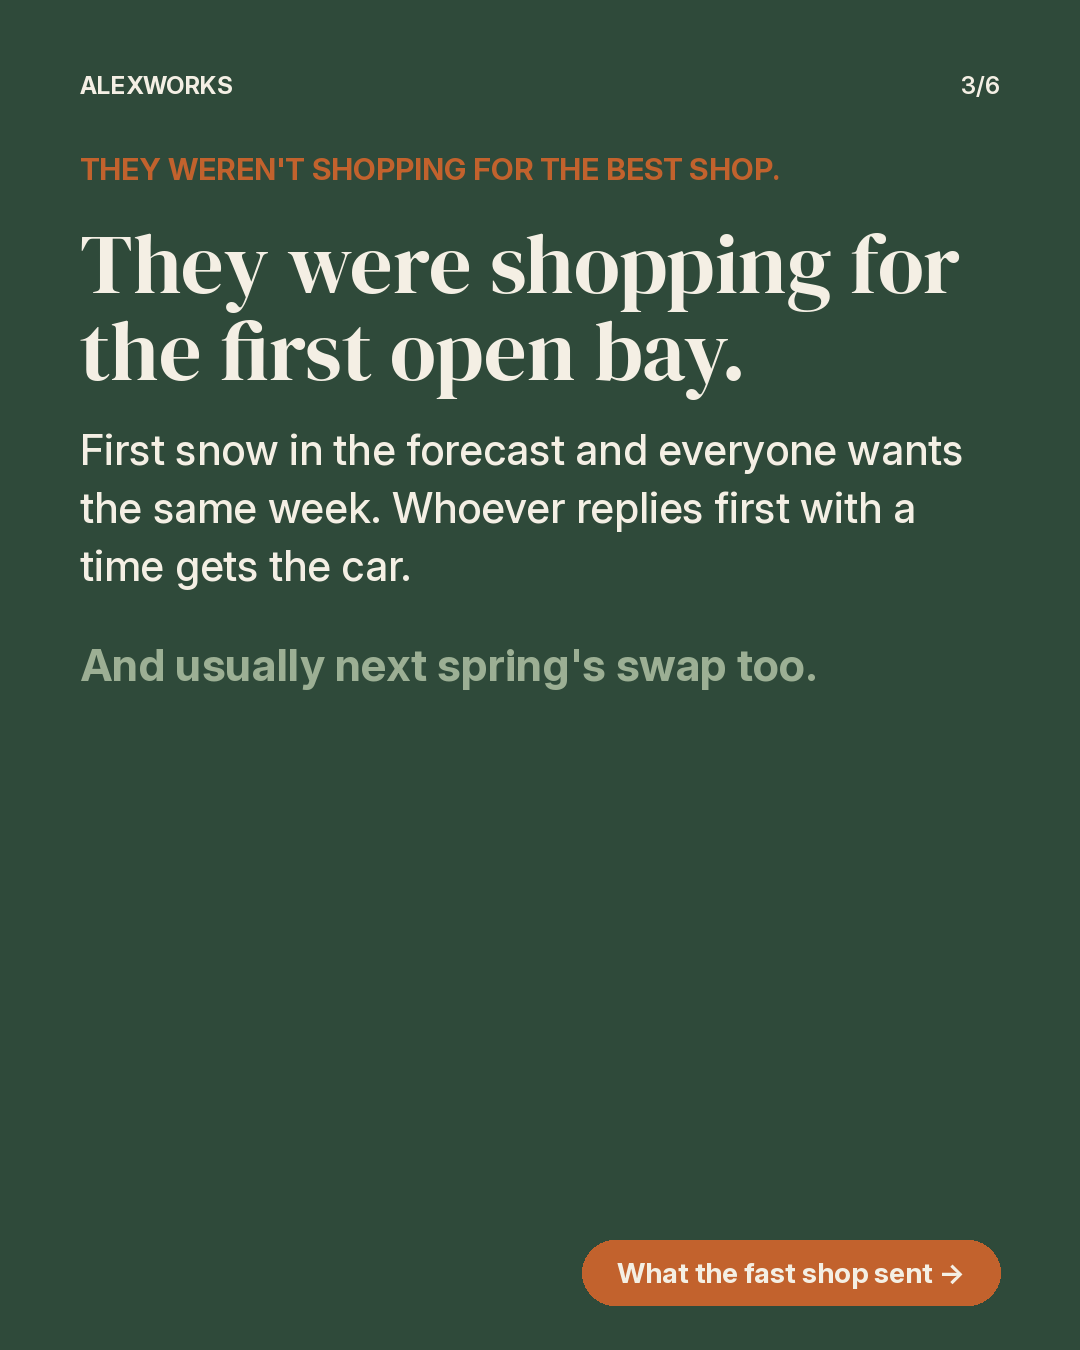 ALEXWORKS
3/6
THEY WEREN'T SHOPPING FOR THE BEST SHOP.
They were shopping for
the first open bay.
First snow in the forecast and everyone wants
the same week. Whoever replies first with a
time gets the car.
And usually next spring's swap too.
What the fast shop sent →